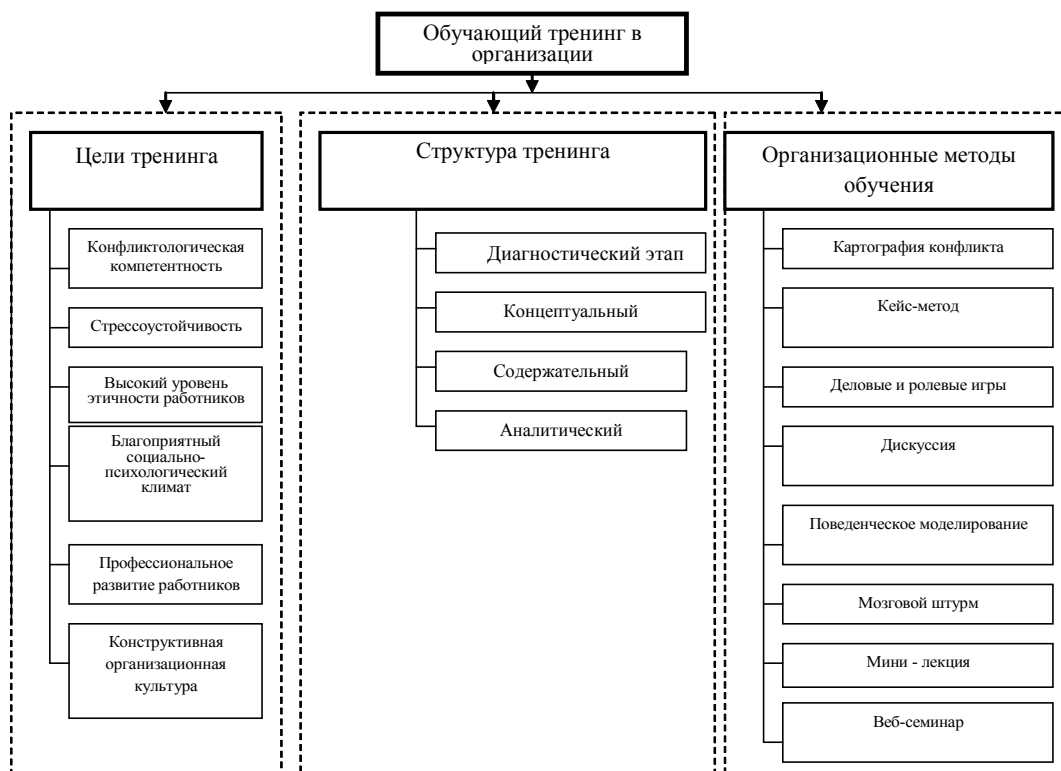 Обучающий тренинг в
организации
Цели тренинга
Конфликтологическая
компетентность
Стрессоустойчивость
Высокий уровень
этичности работников
Благоприятный
социально-
психологический
климат
Профессиональное
развитие работников
Конструктивная
организационная
культура
Структура тренинга
Диагностический этап
Концептуальный
Содержательный
Аналитический
Организационные методы
обучения
Картография конфликта
Кейс-метод
Деловые и ролевые игры
Дискуссия
Поведенческое моделирование
Мозговой штурм
Мини - лекция
Веб-семинар